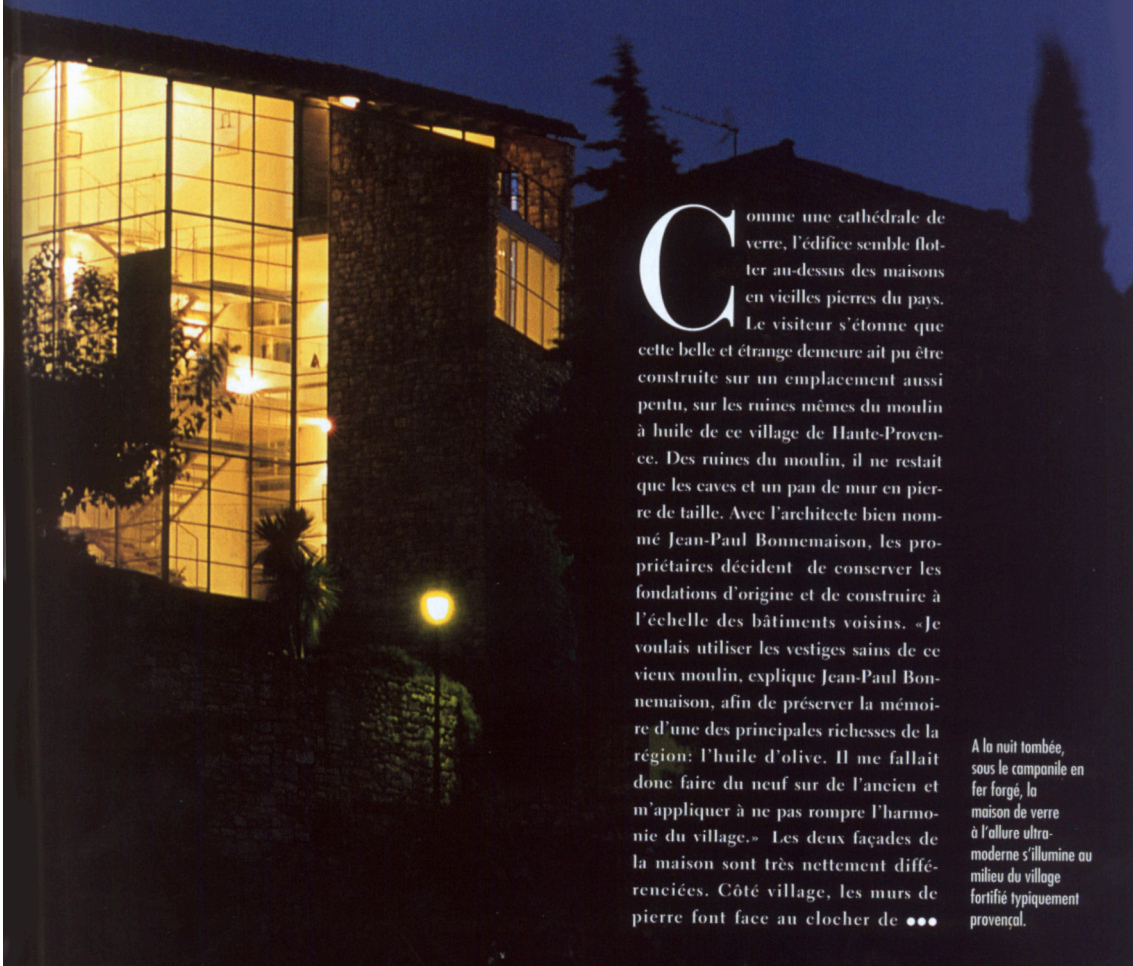 Comme une cathédrale de
verre, l'édifice semble flot-
ter au-dessus des maisons
en vieilles pierres du pays.
Le visiteur s'étonne que
cette belle et étrange demeure ait pu être
construite sur un emplacement aussi
pentu, sur les ruines mêmes du moulin
à huile de ce village de Haute-Proven-
ce. Des ruines du moulin, il ne restait
que les caves et un pan de mur en pier-
re de taille. Avec l'architecte bien nom-
mé Jean-Paul Bonnemaison, les pro-
priétaires décident de conserver les
fondations d'origine et de construire à
l'échelle des bâtiments voisins. «Je
voulais utiliser les vestiges sains de ce
vieux moulin, explique Jean-Paul Bon-
nemaison, afin de préserver la mémoi-
re d'une des principales richesses de la
région: l'huile d'olive. Il me fallait
donc faire du neuf sur de l'ancien et
m'appliquer à ne pas rompre l'harmo-
nie du village.» Les deux façades de
la maison sont très nettement diffé-
renciées. Côté village, les murs de
pierre font face au clocher de •••
A la nuit tombée,
sous le campanile en
fer forgé, la
maison de verre
à l'allure ultra-
moderne s'illumine au
milieu du village
fortifié typiquement
provençal.